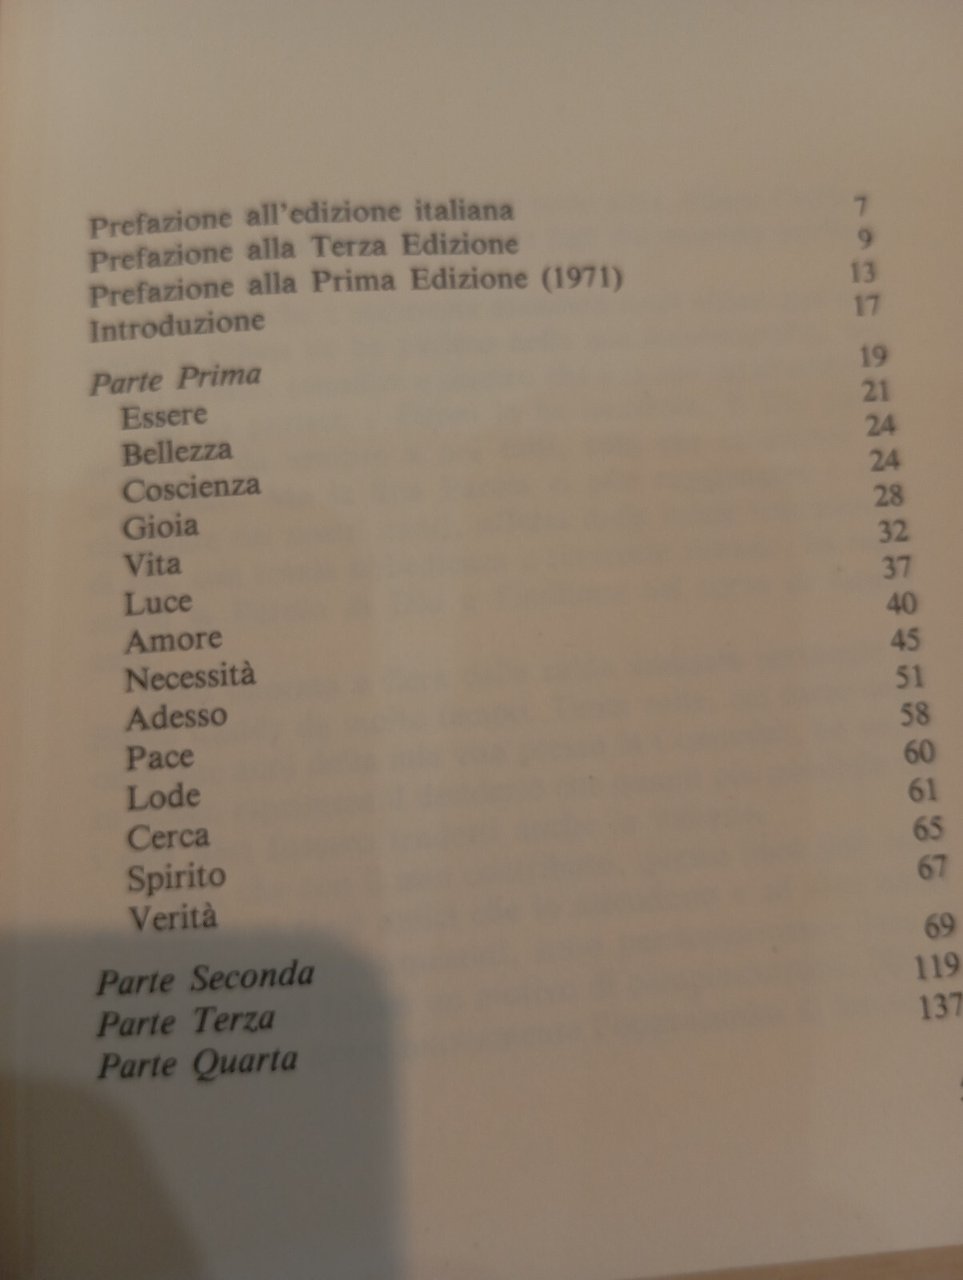 Prefazione all'edizione italiana 7
Prefazione alla Terza Edizione 9
Prefazione alla Prima Edizione (1971) 13
Introduzione 17
Parte Prima 19
Essere 21
Bellezza 24
Coscienza 24
Gioia 28
Vita 32
Luce 37
Amore 40
Necessità 45
Adesso 51
Pace 58
Lode 60
Cerca 61
Spirito 65
Verità 67
Parte Seconda 69
Parte Terza 119
Parte Quarta 137